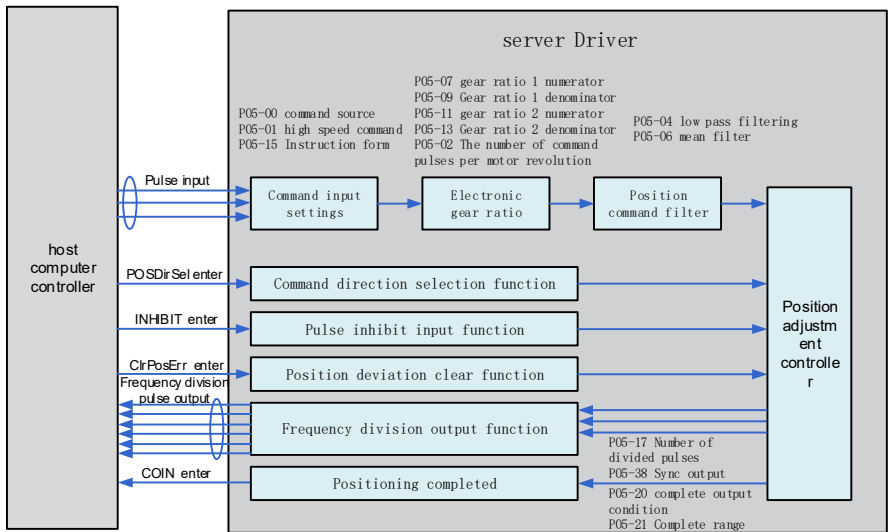 server Driver
P05-00 command source
P05-01 high speed command
P05-15 Instruction form
P05-07 gear ratio 1 numerator
P05-09 Gear ratio 1 denominator
P05-11 gear ratio 2 numerator
P05-13 Gear ratio 2 denominator
P05-02 The number of command
pulses per motor revolution
P05-04 low pass filtering
P05-06 mean filter
Pulse input
Command input
settings
Electronic
gear ratio
Position
command filter
host
computer
controller
POSDirSel enter
Command direction selection function
INHIBIT enter
Pulse inhibit input function
ClrPosErr enter
Position deviation clear function
Position
adjustm
ent
controlle
r
Frequency division
pulse output
Frequency division output function
P05-17 Number of
divided pulses
P05-38 Sync output
COIN enter
Positioning completed
P05-20 complete output
condition
P05-21 Complete range